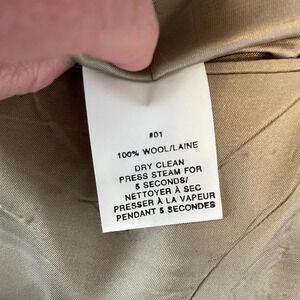 #01
100% WOOL/LAINE
DRY CLEAN
PRESS STEAM FOR
5 SECONDS/
NETTOYER À SEC
PRESSER À LA VAPEUR
PENDANT 5 SECONDES